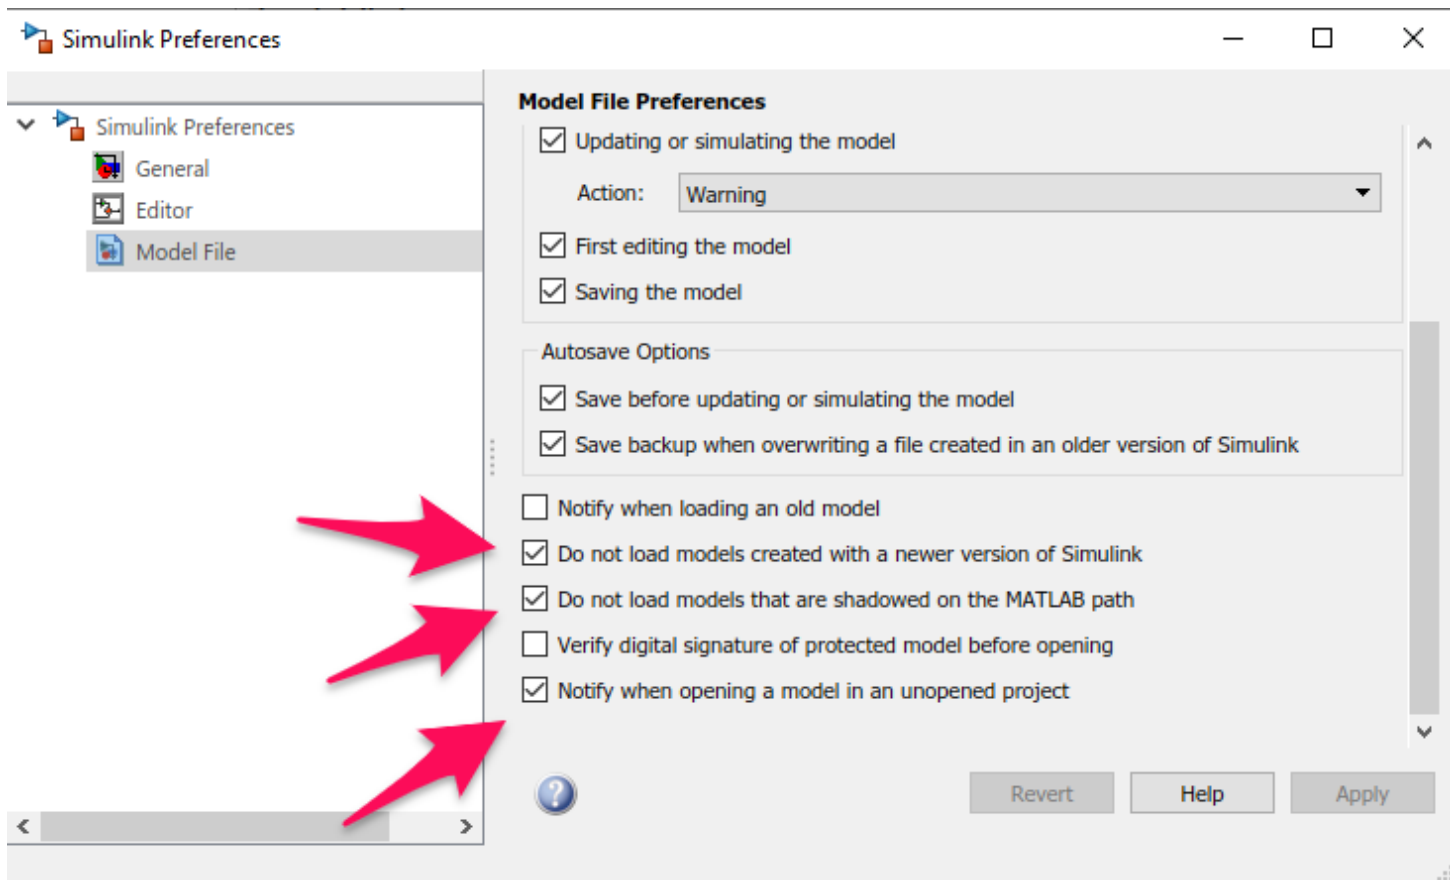 Simulink Preferences
Simulink Preferences
General
Editor
Model File
Model File Preferences
Updating or simulating the model
Action: Warning
First editing the model
Saving the model
Autosave Options
Save before updating or simulating the model
Save backup when overwriting a file created in an older version of Simulink
Notify when loading an old model
Do not load models created with a newer version of Simulink
Do not load models that are shadowed on the MATLAB path
Verify digital signature of protected model before opening
Notify when opening a model in an unopened project
? Revert Help Apply